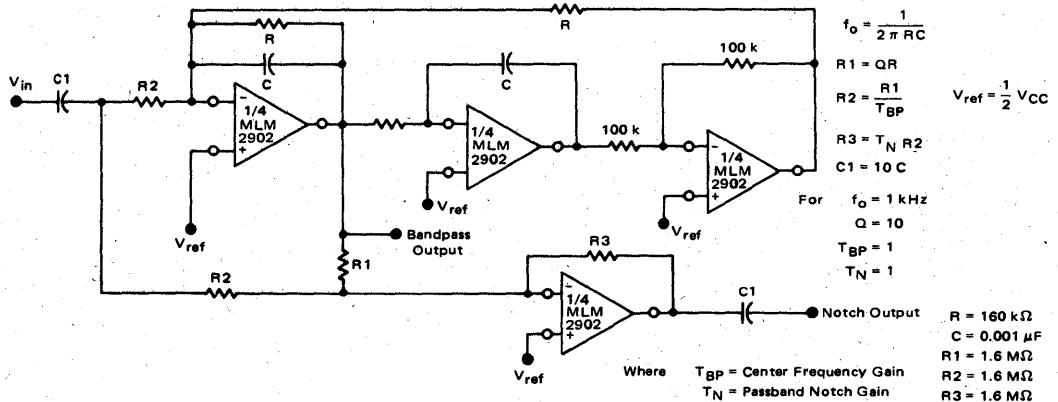 R
R
C
V_in
C1
R2
−
1/4
MLM
2902
+
V_ref
C
−
1/4
MLM
2902
+
V_ref
100 k
100 k
−
1/4
MLM
2902
+
V_ref
Bandpass
Output
R1
R2
R3
−
1/4
MLM
2902
+
V_ref
C1
Notch Output
f_o = 1 / 2 π RC
R1 = QR
R2 = R1 / T_BP
R3 = T_N R2
C1 = 10 C
V_ref = 1/2 V_CC
For f_o = 1 kHz
Q = 10
T_BP = 1
T_N = 1
R = 160 kΩ
C = 0.001 μF
R1 = 1.6 MΩ
R2 = 1.6 MΩ
R3 = 1.6 MΩ
Where T_BP = Center Frequency Gain
T_N = Passband Notch Gain